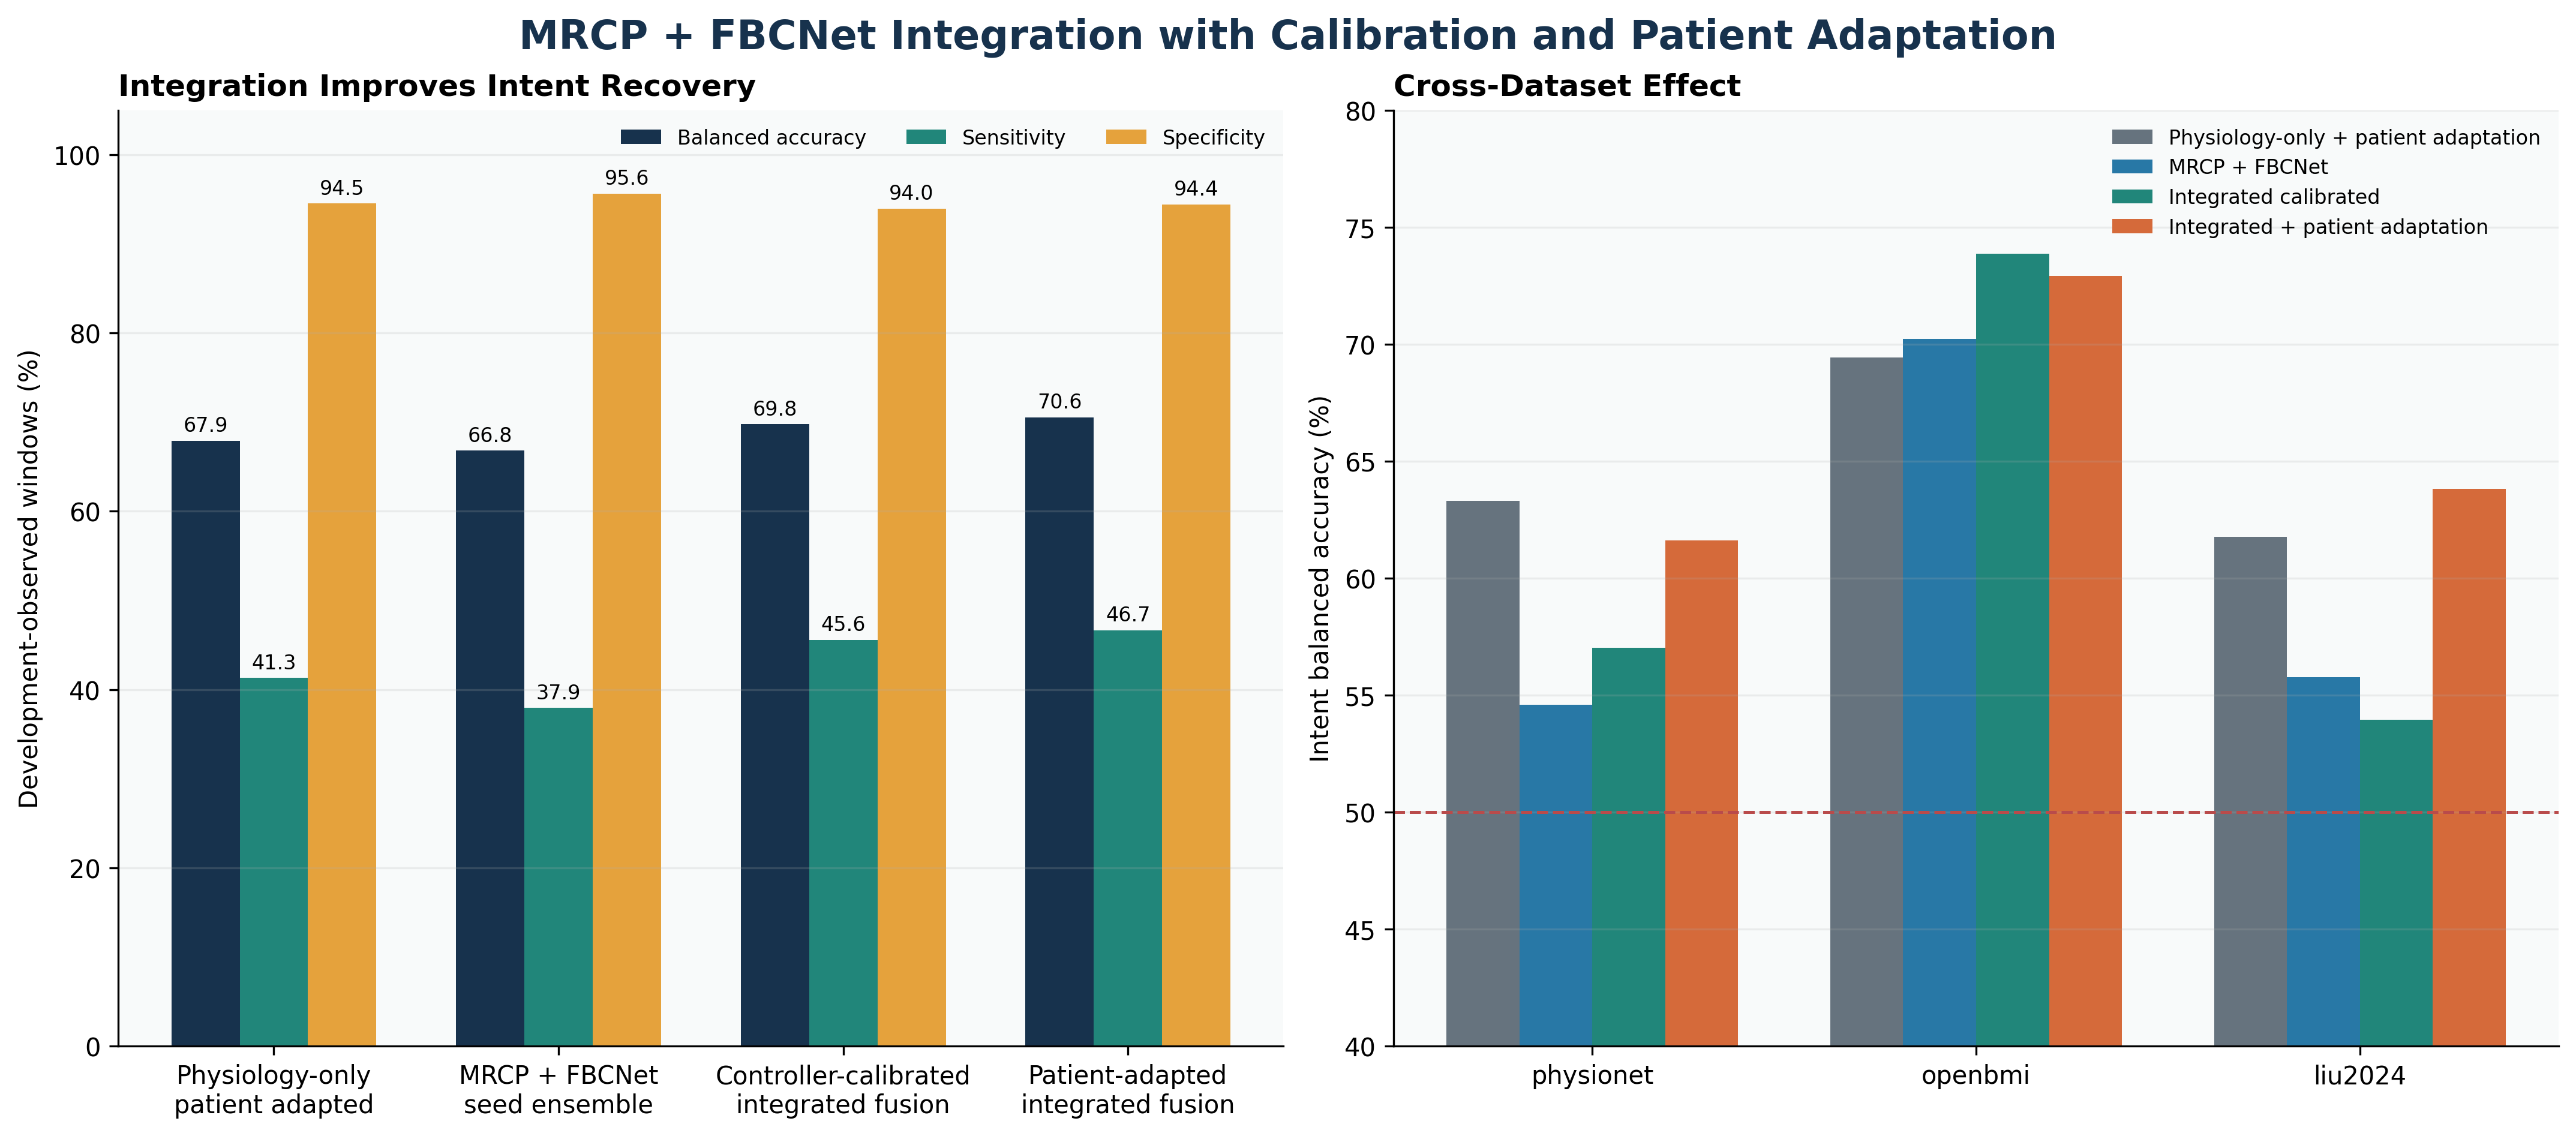 MRCP + FBCNet Integration with Calibration and Patient Adaptation
Integration Improves Intent Recovery
Balanced accuracy
Sensitivity
Specificity
Development-observed windows (%)
100
80
60
40
20
0
67.9
41.3
94.5
66.8
37.9
95.6
69.8
45.6
94.0
70.6
46.7
94.4
Physiology-only
patient adapted
MRCP + FBCNet
seed ensemble
Controller-calibrated
integrated fusion
Patient-adapted
integrated fusion
Cross-Dataset Effect
Physiology-only + patient adaptation
MRCP + FBCNet
Integrated calibrated
Integrated + patient adaptation
Intent balanced accuracy (%)
80
75
70
65
60
55
50
45
40
physionet
openbmi
liu2024